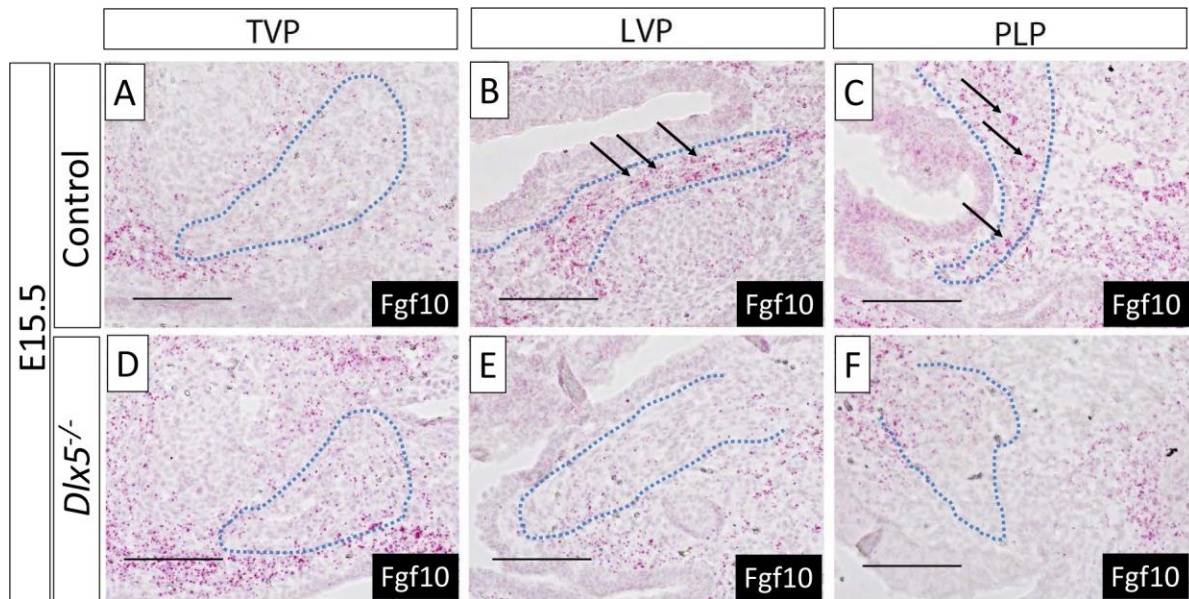 TVP
LVP
PLP
E15.5
Control
A
B
C
Fgf10
Fgf10
Fgf10
Dlx5-/-
D
E
F
Fgf10
Fgf10
Fgf10